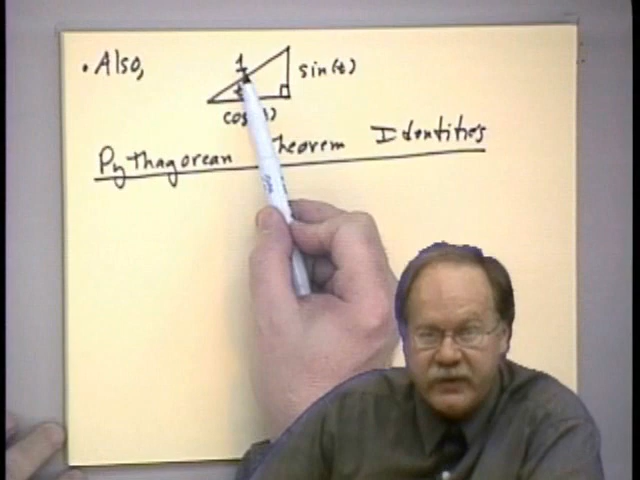 • Also,
1
sin(t)
t
Pythagorean Theorem Identities